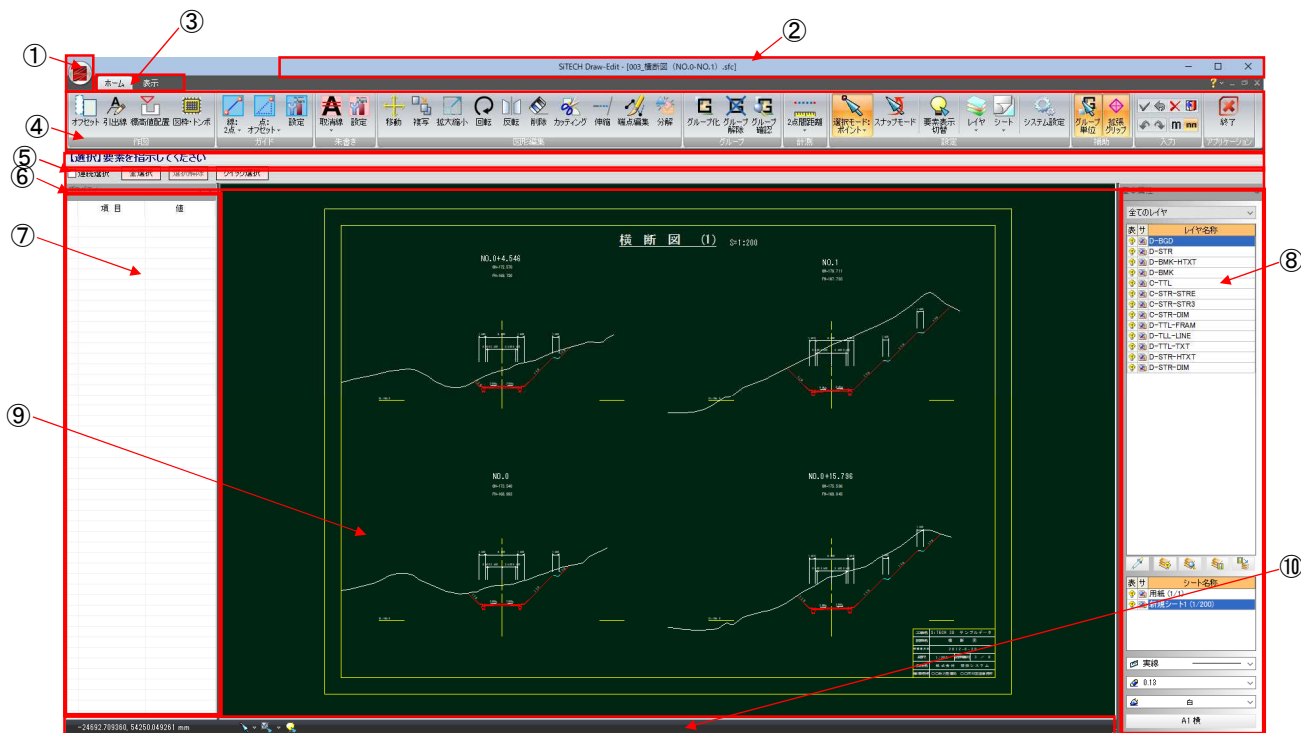 ①
②
③
④
⑤
⑥
⑦
⑧
⑨
⑩
SiTECH Draw-Edit - [003_横断図 (NO.0-NO.1) .sfc]
ホーム 表示
オフセット 引出線 標高値配置 図枠・トンボ
線:2点 点:オフセット 設定
取消線 設定
移動 複写 拡大縮小 回転 反転 削除 カッティング 伸縮 端点編集 分解
グループ化 グループ解除 グループ確認
2点間距離
選択モード:ポイント スナップモード 要素表示切替 レイヤ シート システム設定
グループ単位 拡張グリップ
終了
作図 ガイド 朱書き 図形編集 グループ 計測 設定 補助 入力 アプリケーション
【選択】要素を指示してください
連続選択 全選択 選択解除 クイック選択
項目 値
横断図 (1) S=1:200
NO.0+4.546
NO.1
NO.0
NO.0+15.796
全てのレイヤ
表 サ レイヤ名称
D-BGD
D-STR
D-BMK-HTXT
D-BMK
C-TTL
C-STR-STRE
C-STR-STR3
C-STR-DIM
D-TTL-FRAM
D-TLL-LINE
D-TTL-TXT
D-STR-HTXT
D-STR-DIM
表 サ シート名称
用紙 (1/1)
新規シート1 (1/200)
実線
0.13
白
A1 横
-24692.709360, 54250.049261 mm